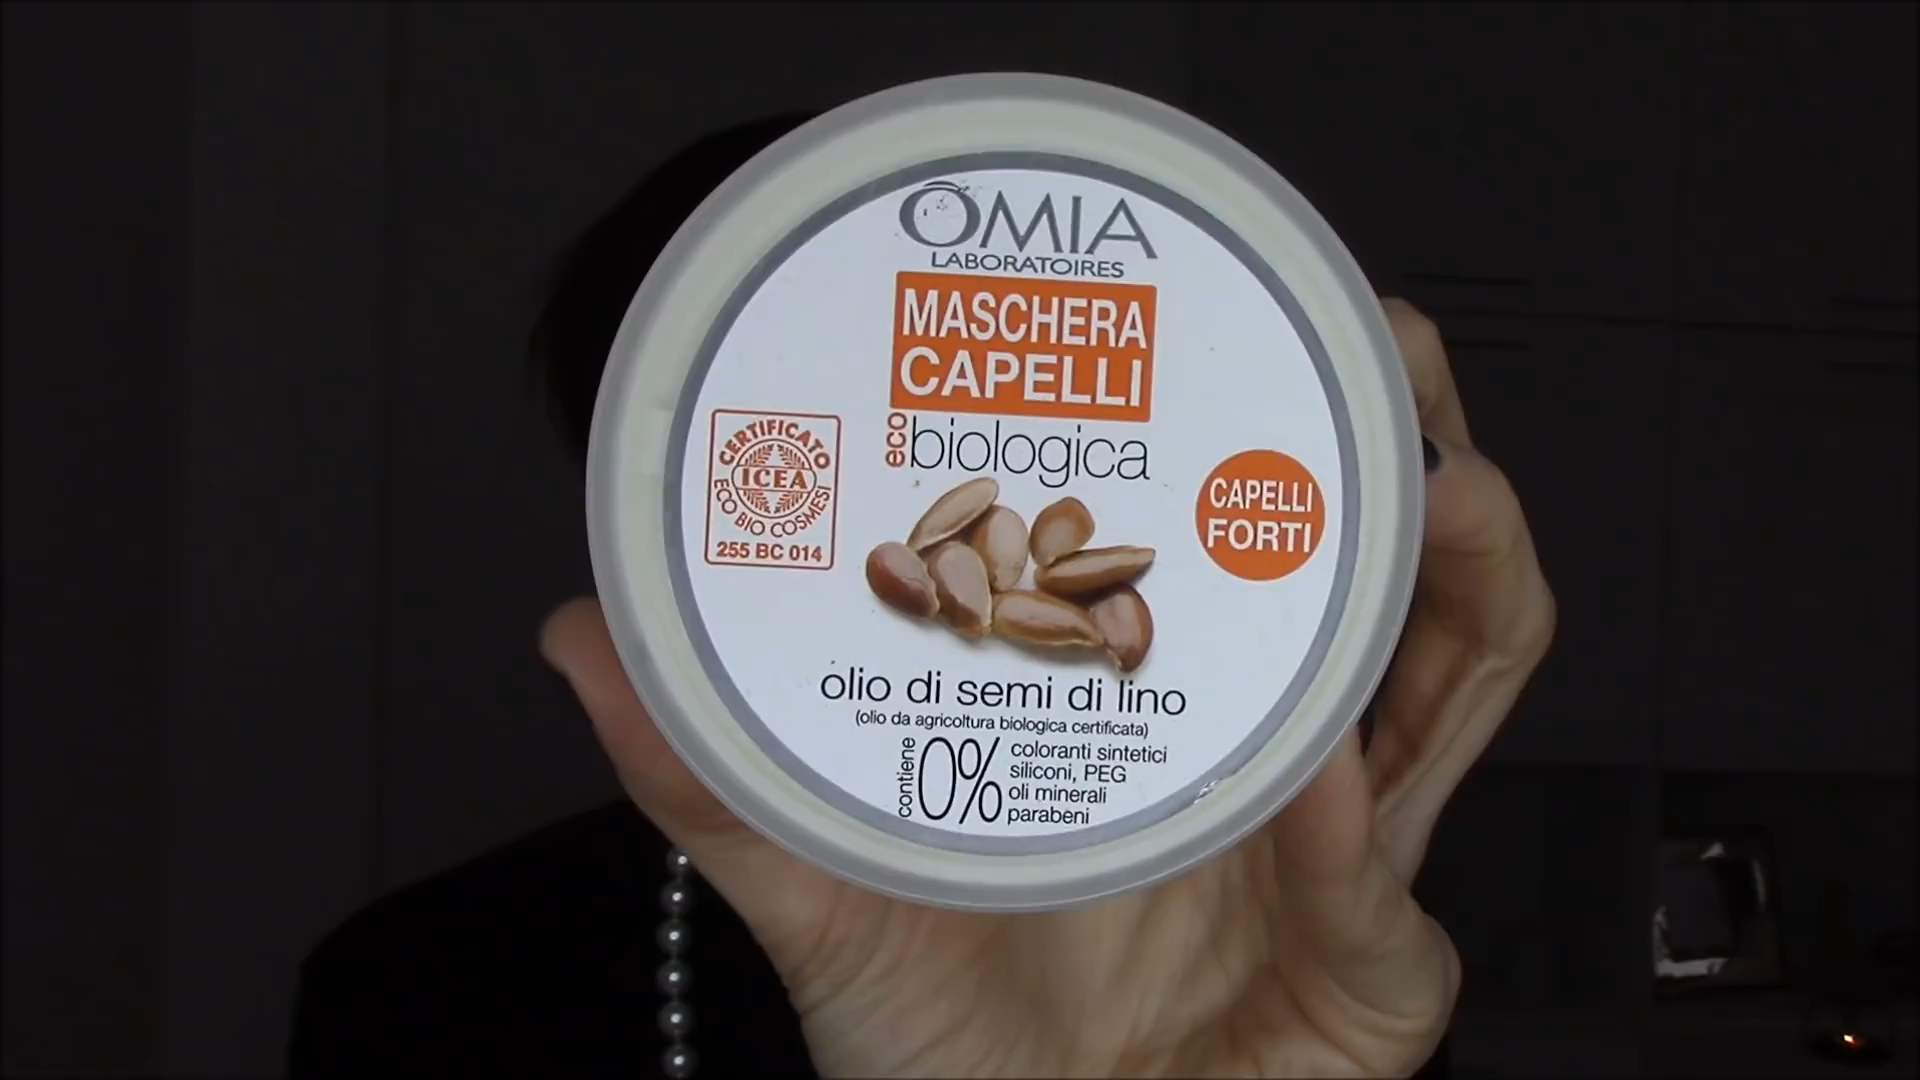 OMIA
LABORATOIRES
MASCHERA
CAPELLI
eco biologica
CERTIFICATO
ICEA
ECO BIO COSMESI
255 BC 014
CAPELLI
FORTI
olio di semi di lino
(olio da agricoltura biologica certificata)
contiene
0%
coloranti sintetici
siliconi, PEG
oli minerali
parabeni